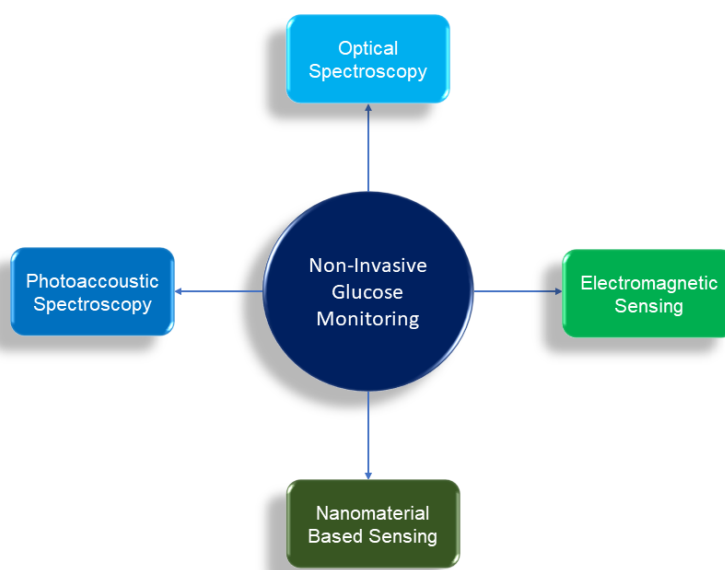 Optical
Spectroscopy
Photoaccoustic
Spectroscopy
Non-Invasive
Glucose
Monitoring
Electromagnetic
Sensing
Nanomaterial
Based Sensing